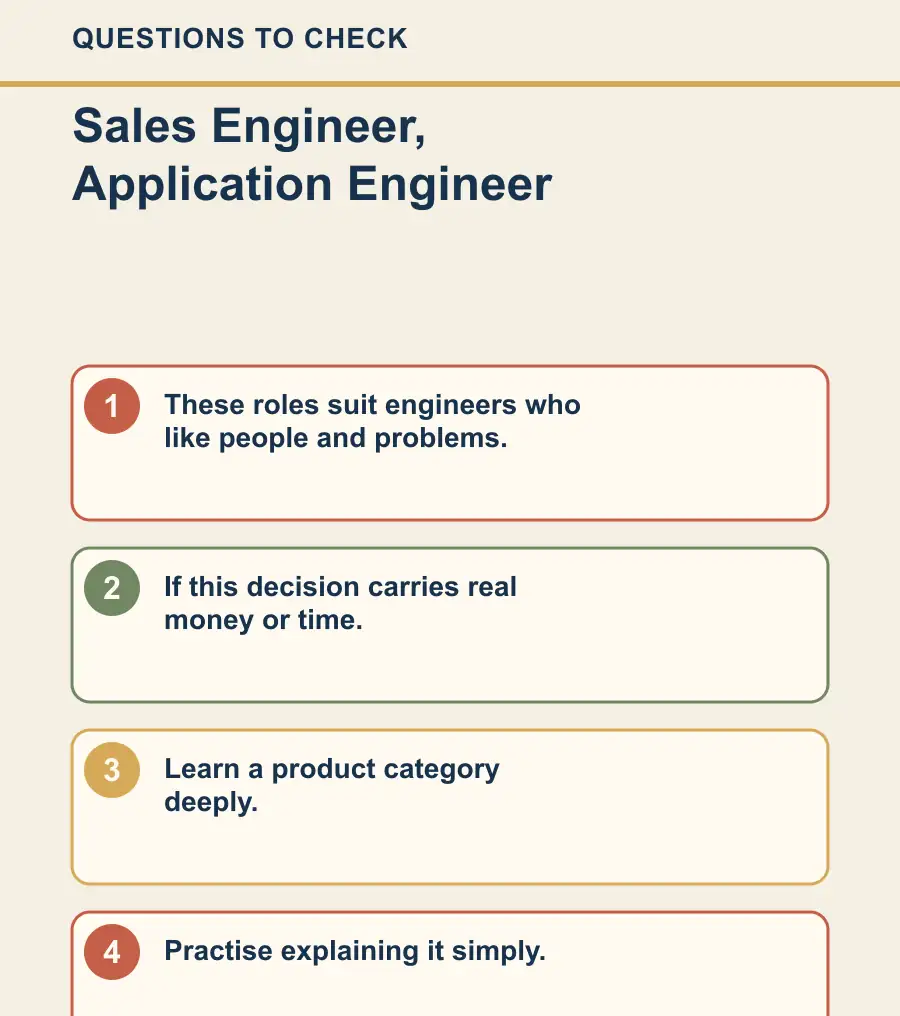 QUESTIONS TO CHECK
Sales Engineer,
Application Engineer
1
These roles suit engineers who
like people and problems.
2
If this decision carries real
money or time.
3
Learn a product category
deeply.
4
Practise explaining it simply.